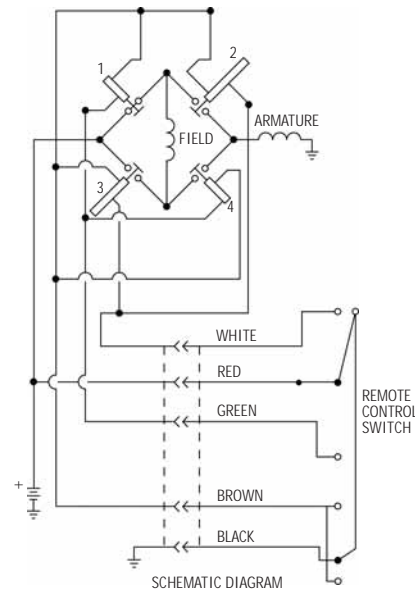 1
2
ARMATURE
FIELD
3
4
WHITE
RED
REMOTE
CONTROL
SWITCH
GREEN
+
BROWN
BLACK
SCHEMATIC DIAGRAM